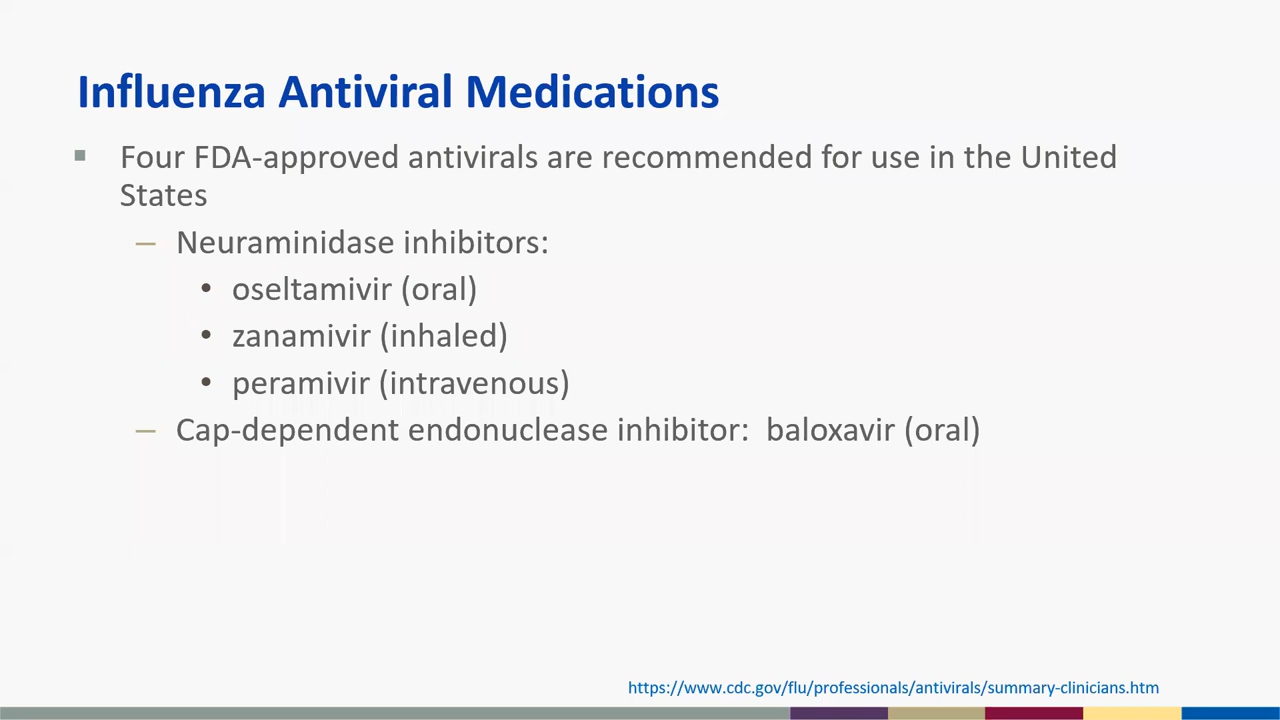 Influenza Antiviral Medications
▪ Four FDA-approved antivirals are recommended for use in the United
States
– Neuraminidase inhibitors:
• oseltamivir (oral)
• zanamivir (inhaled)
• peramivir (intravenous)
– Cap-dependent endonuclease inhibitor:  baloxavir (oral)
https://www.cdc.gov/flu/professionals/antivirals/summary-clinicians.htm